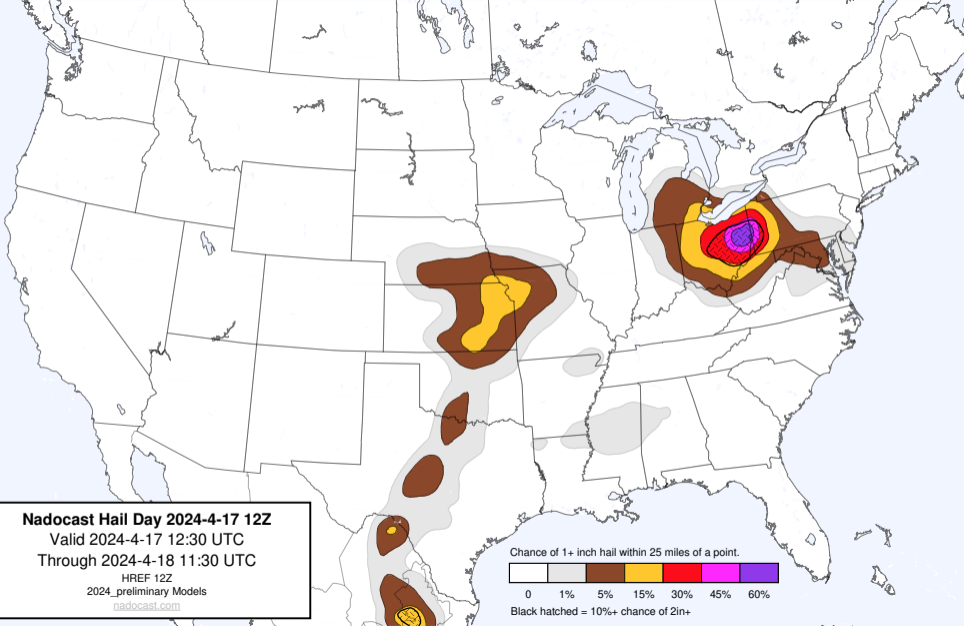 Nadocast Hail Day 2024-4-17 12Z
Valid 2024-4-17 12:30 UTC
Through 2024-4-18 11:30 UTC
HREF 12Z
2024_preliminary Models
nadocast.com
Chance of 1+ inch hail within 25 miles of a point.
0 1% 5% 15% 30% 45% 60%
Black hatched = 10%+ chance of 2in+